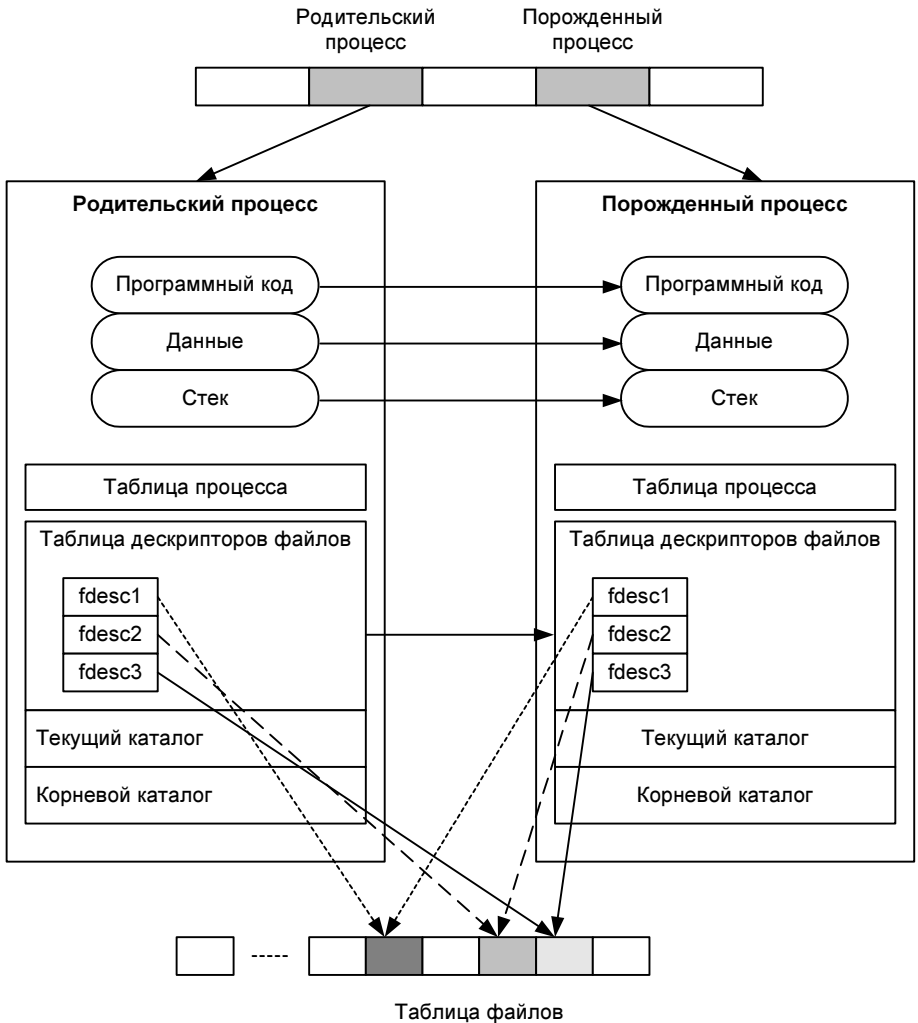 Родительский
процесс
Порожденный
процесс
Родительский процесс
Программный код
Данные
Стек
Таблица процесса
Таблица дескрипторов файлов
fdesc1
fdesc2
fdesc3
Текущий каталог
Корневой каталог
Порожденный процесс
Программный код
Данные
Стек
Таблица процесса
Таблица дескрипторов файлов
fdesc1
fdesc2
fdesc3
Текущий каталог
Корневой каталог
Таблица файлов